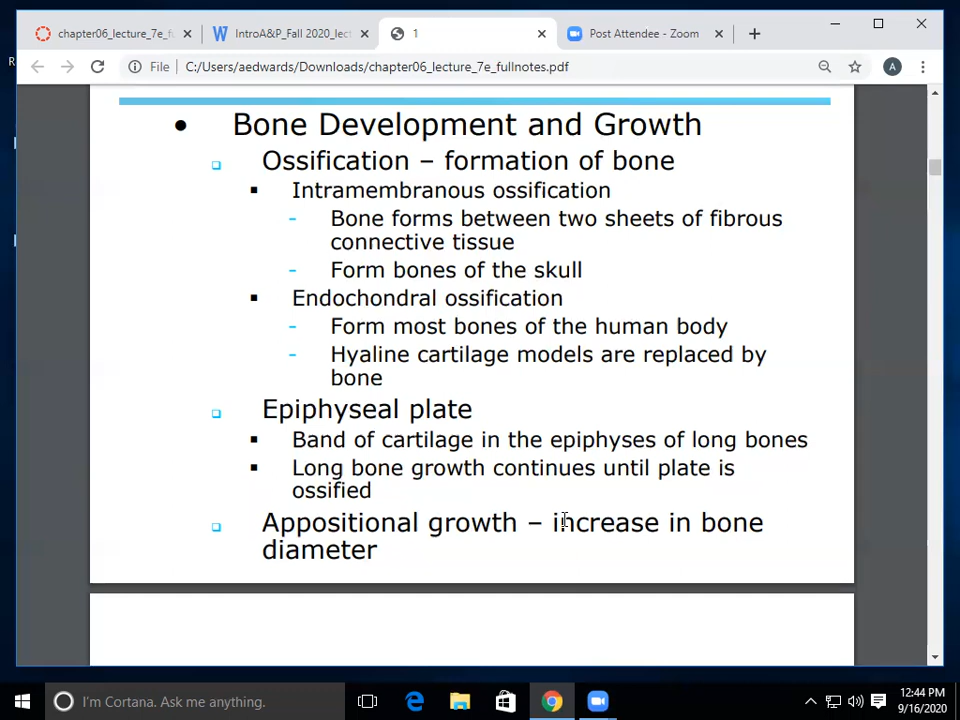 chapter06_lecture_7e_fu
IntroA&P_Fall 2020_lect
1
Post Attendee - Zoom
File
C:/Users/aedwards/Downloads/chapter06_lecture_7e_fullnotes.pdf
A
Bone Development and Growth
Ossification – formation of bone
Intramembranous ossification
- Bone forms between two sheets of fibrous
connective tissue
- Form bones of the skull
Endochondral ossification
- Form most bones of the human body
- Hyaline cartilage models are replaced by
bone
Epiphyseal plate
Band of cartilage in the epiphyses of long bones
Long bone growth continues until plate is
ossified
Appositional growth – increase in bone
diameter
I'm Cortana. Ask me anything.
12:44 PM
9/16/2020